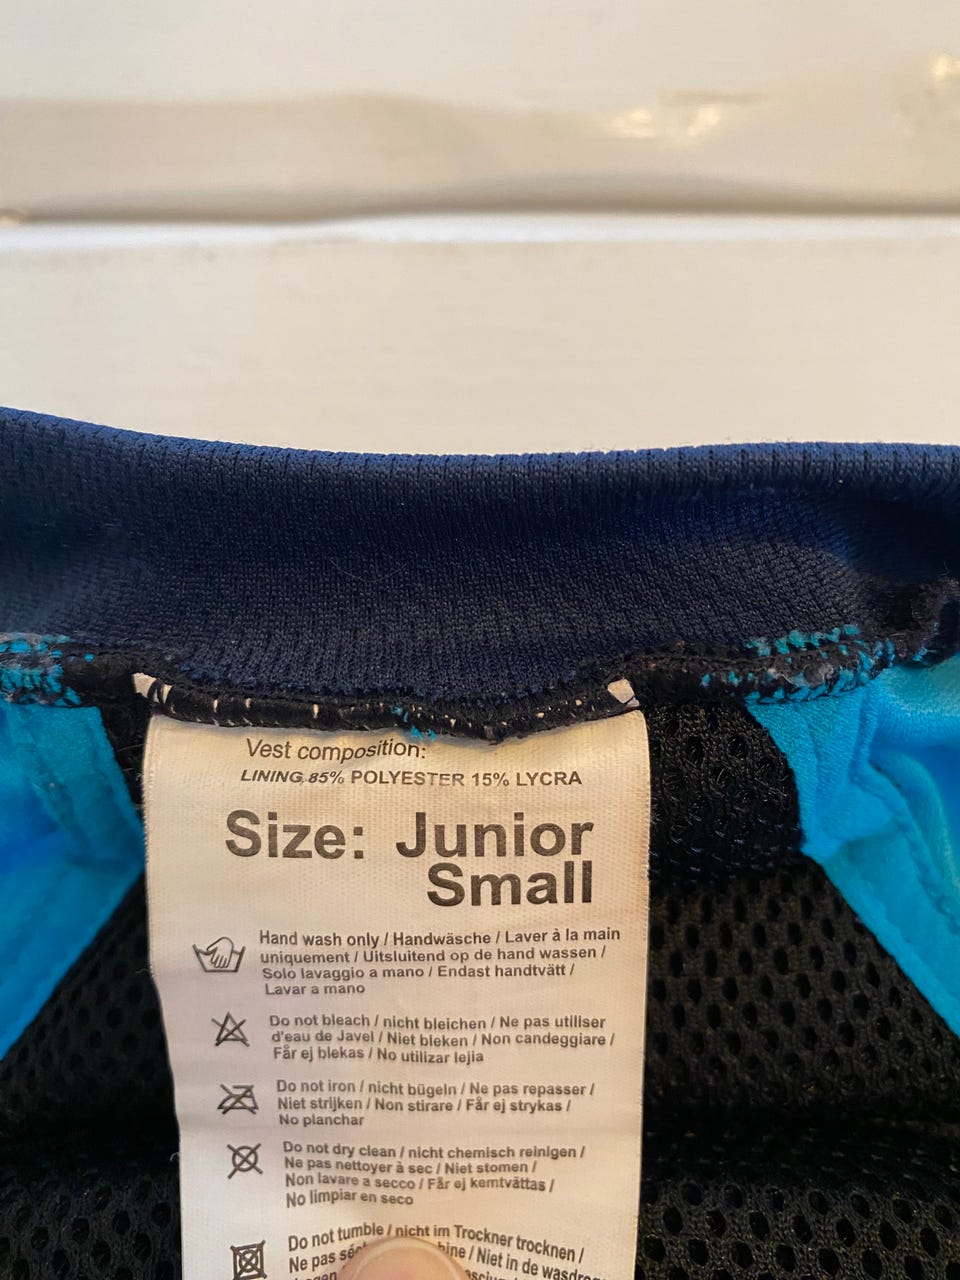 Vest composition:
LINING 85% POLYESTER 15% LYCRA
Size: Junior
Small
Hand wash only / Handwäsche / Laver à la main
uniquement / Uitsluitend op de hand wassen /
Solo lavaggio a mano / Endast handtvätt /
Lavar a mano
Do not bleach / nicht bleichen / Ne pas utiliser
d'eau de Javel / Niet bleken / Non candeggiare /
Får ej blekas / No utilizar lejia
Do not iron / nicht bügeln / Ne pas repasser /
Niet strijken / Non stirare / Får ej strykas /
No planchar
Do not dry clean / nicht chemisch reinigen /
Ne pas nettoyer à sec / Niet stomen /
Non lavare a secco / Får ej kemtvättas /
No limpiar en seco
Do not tumble / nicht im Trockner trocknen /
Ne pas / Niet in de